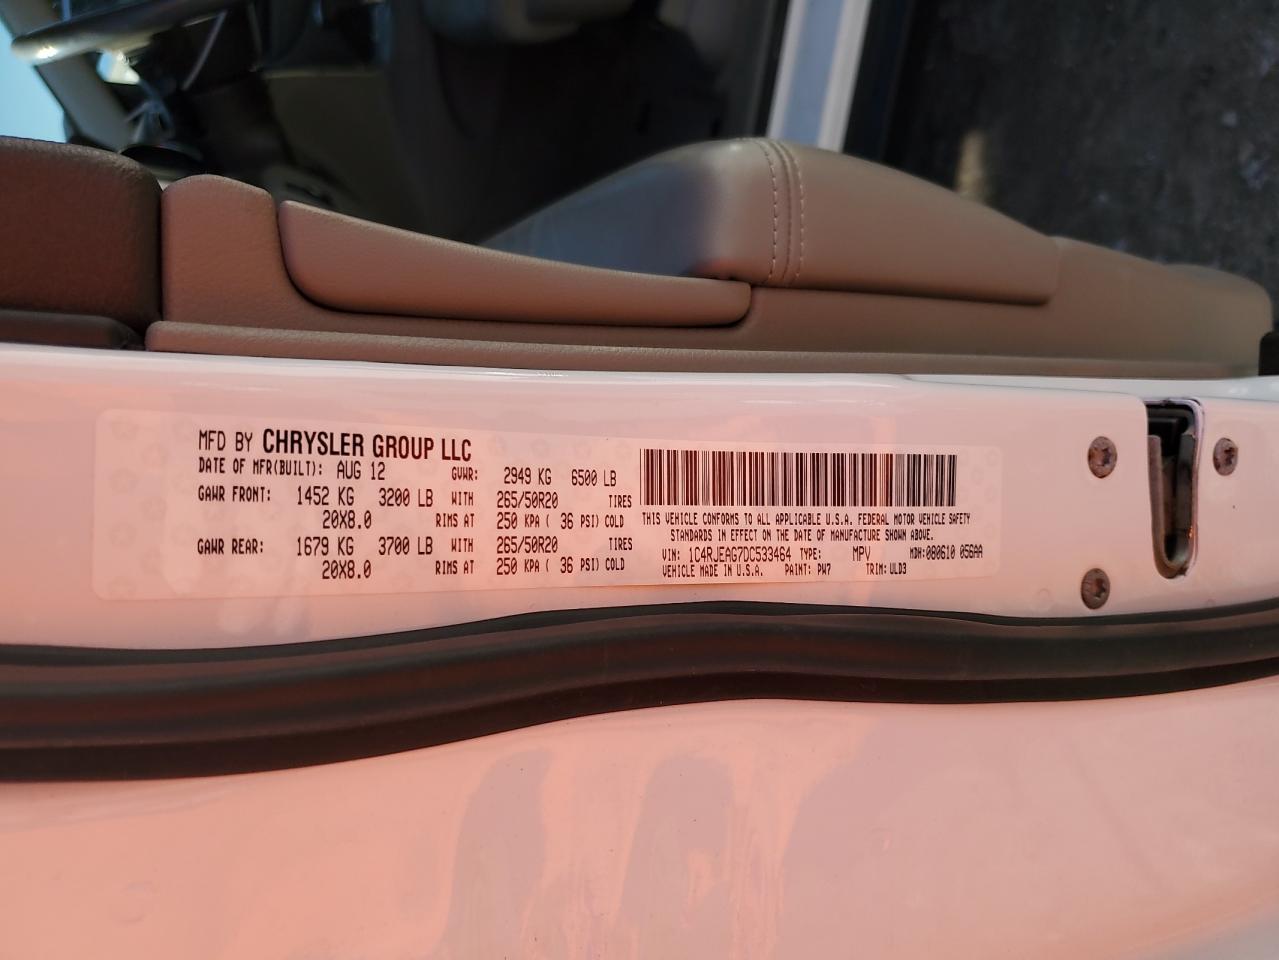 MFD BY CHRYSLER GROUP LLC
DATE OF MFR(BUILT): AUG 12 GVWR: 2949 KG 6500 LB
GAWR FRONT: 1452 KG 3200 LB WITH 265/50R20 TIRES
20X8.0 RIMS AT 250 KPA ( 36 PSI) COLD
GAWR REAR: 1679 KG 3700 LB WITH 265/50R20 TIRES
20X8.0 RIMS AT 250 KPA ( 36 PSI) COLD
THIS VEHICLE CONFORMS TO ALL APPLICABLE U.S.A. FEDERAL MOTOR VEHICLE SAFETY
STANDARDS IN EFFECT ON THE DATE OF MANUFACTURE SHOWN ABOVE.
VIN: 1C4RJEAG7DC533464 TYPE: MPV MDH:080610 056AA
VEHICLE MADE IN U.S.A. PAINT: PW7 TRIM: ULD3